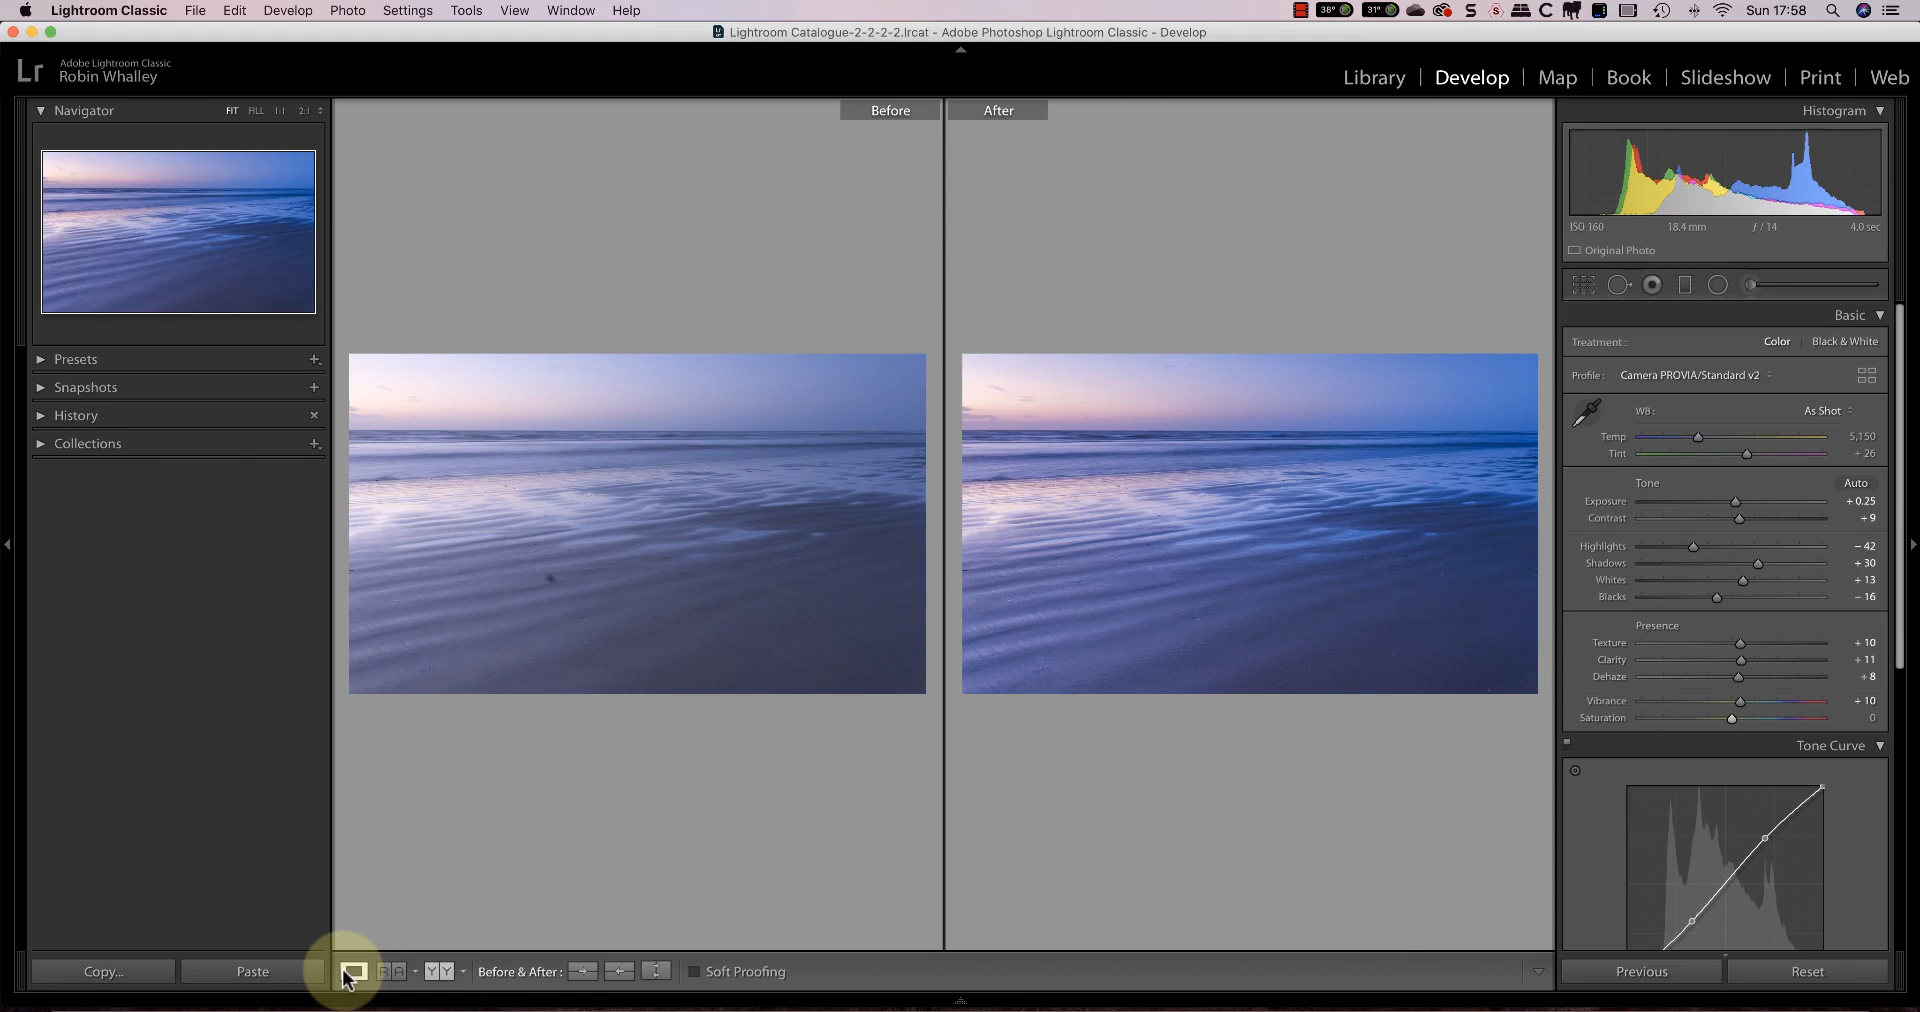 Lightroom Classic File Edit Develop Photo Settings Tools View Window Help 38° 31° Sun 17:58
Lightroom Catalogue-2-2-2-2.lrcat - Adobe Photoshop Lightroom Classic - Develop
Lr Adobe Lightroom Classic
Robin Whalley
Library | Develop | Map | Book | Slideshow | Print | Web
Navigator FIT FILL 1:1 2:1
Before After
Histogram
ISO 160 18.4 mm f / 14 4.0 sec
Original Photo
Basic
Treatment : Color Black & White
Profile : Camera PROVIA/Standard v2
WB : As Shot
Temp 5,150
Tint + 26
Tone Auto
Exposure + 0.25
Contrast + 9
Highlights − 42
Shadows + 30
Whites + 13
Blacks − 16
Presence
Texture + 10
Clarity + 11
Dehaze + 8
Vibrance + 10
Saturation 0
Tone Curve
Presets
Snapshots
History
Collections
Copy... Paste R A Y Y Before & After : Soft Proofing Previous Reset